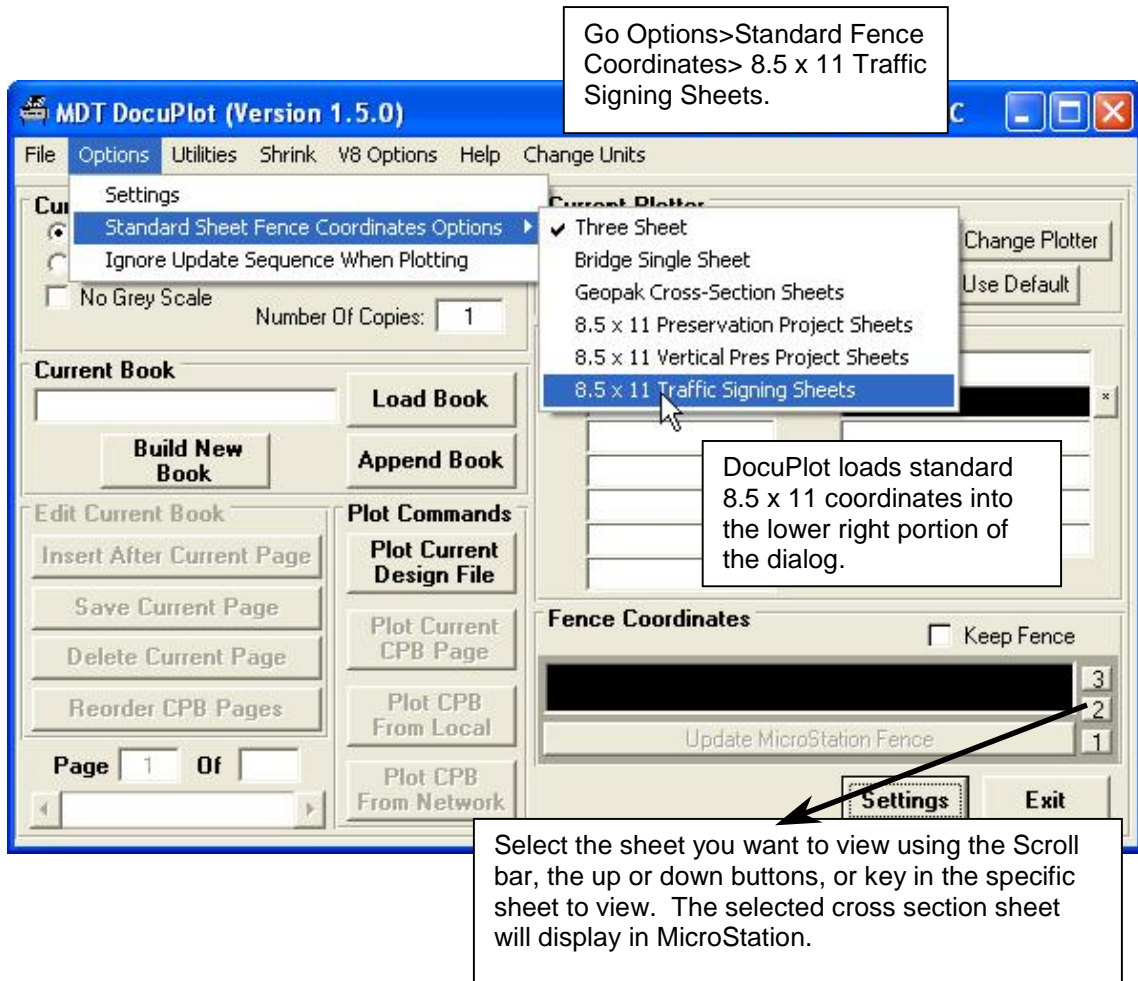 Go Options>Standard Fence
Coordinates> 8.5 x 11 Traffic
Signing Sheets.
MDT DocuPlot (Version 1.5.0)
C
File Options Utilities Shrink V8 Options Help Change Units
Settings
Standard Sheet Fence Coordinates Options
Ignore Update Sequence When Plotting
Three Sheet
Bridge Single Sheet
Geopak Cross-Section Sheets
8.5 x 11 Preservation Project Sheets
8.5 x 11 Vertical Pres Project Sheets
8.5 x 11 Traffic Signing Sheets
Current Plotter
Change Plotter
Use Default
No Grey Scale
Number Of Copies: 1
Current Book
Load Book
Build New
Book
Append Book
*
DocuPlot loads standard
8.5 x 11 coordinates into
the lower right portion of
the dialog.
Edit Current Book
Insert After Current Page
Save Current Page
Delete Current Page
Reorder CPB Pages
Page 1 Of
Plot Commands
Plot Current
Design File
Plot Current
CPB Page
Plot CPB
From Local
Plot CPB
From Network
Fence Coordinates
Keep Fence
3
2
1
Update MicroStation Fence
Settings
Exit
Select the sheet you want to view using the Scroll
bar, the up or down buttons, or key in the specific
sheet to view. The selected cross section sheet
will display in MicroStation.